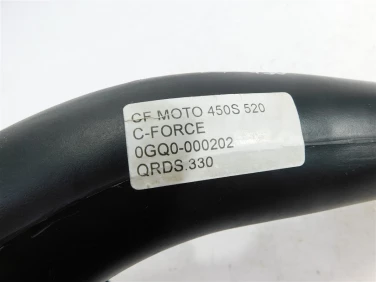 CF MOTO 450S 520
C-FORCE
0GQ0-000202
QRDS.330